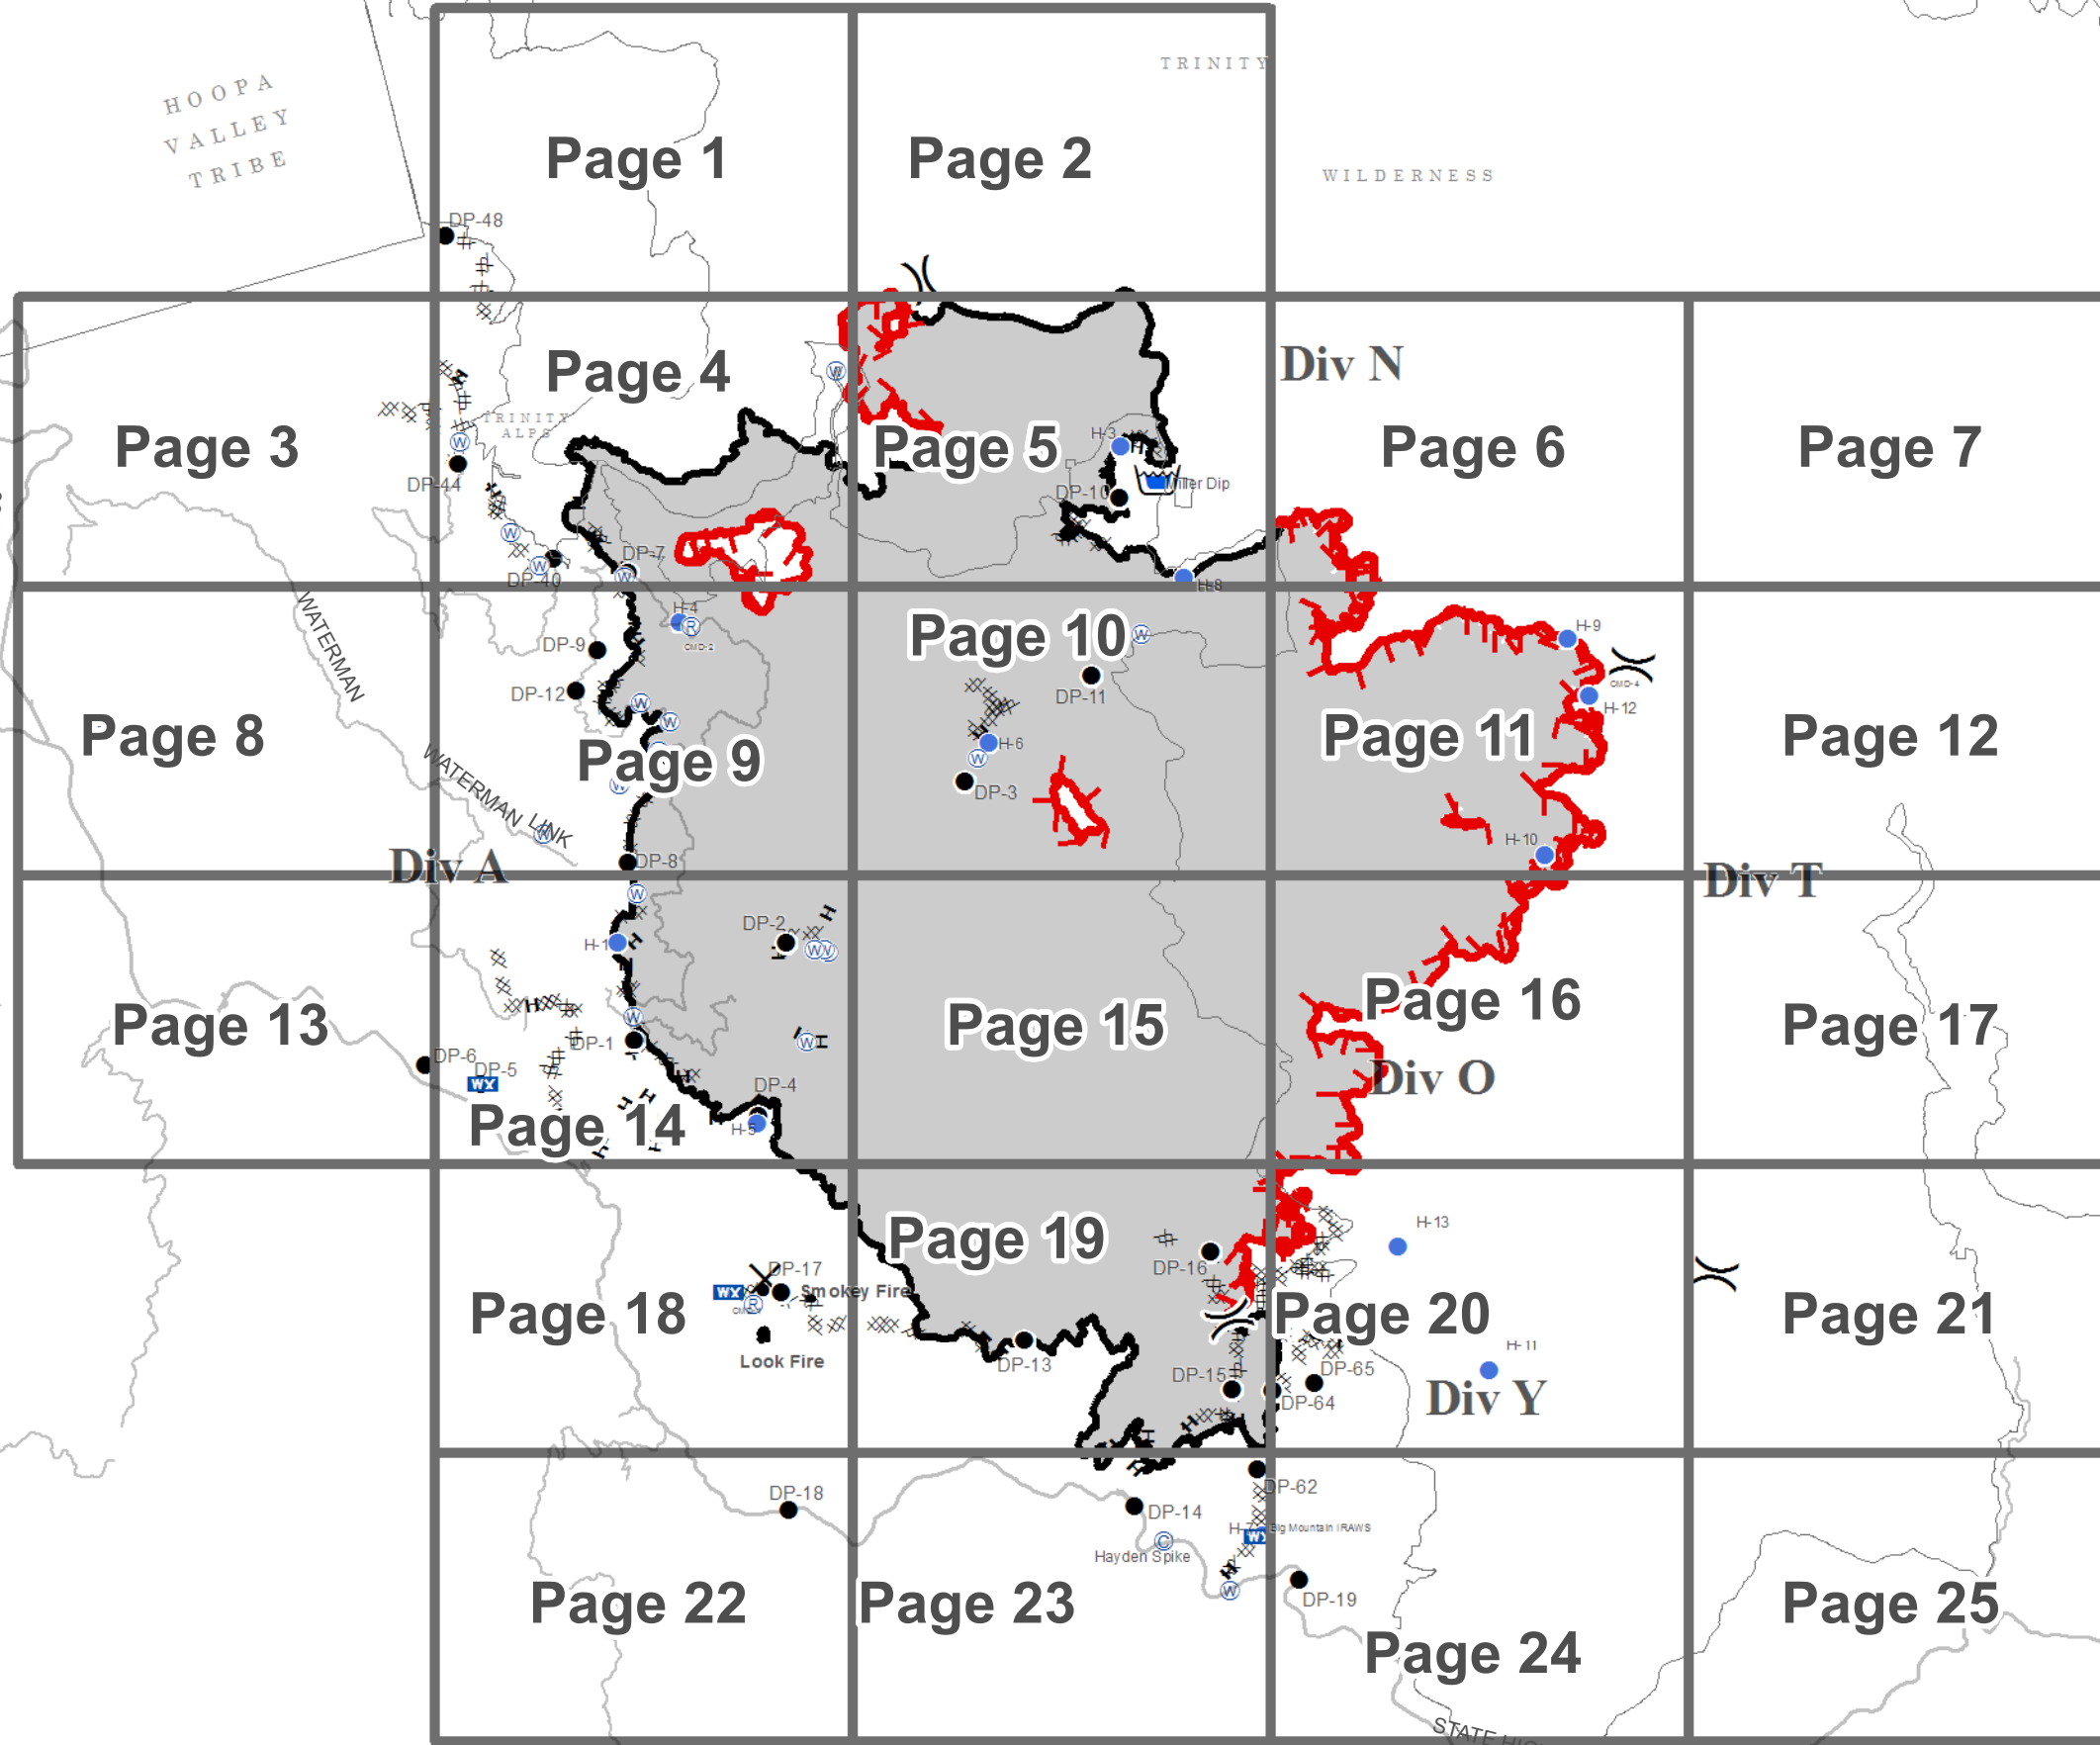 TRINITY
HOOPA
VALLEY
TRIBE
Page 1
Page 2
WILDERNESS
DP-48
Div N
Page 4
TRINITY
ALPS
Page 3
Page 5
Page 6
Page 7
H-3
DP-44
DP-10
Miller Dip
DP-7
DP-40
H-8
WATERMAN
H-4
CMD-2
DP-9
Page 10
H-9
DP-12
DP-11
CMD-4
H-12
Page 8
Page 9
H-6
Page 11
Page 12
WATERMAN LINK
DP-3
H-10
Div A
DP-8
Div T
DP-2
H-1
Page 13
Page 15
Page 16
Page 17
DP-6
DP-5
WX
DP-1
Div O
DP-4
Page 14
H-5
Page 19
H-13
DP-17
DP-16
WX
Smokey Fire
Page 18
Page 20
Page 21
Look Fire
DP-13
H-11
DP-15
DP-65
DP-64
Div Y
DP-18
DP-62
DP-14
H-7
WX
Big Mountain IRAWS
Hayden Spike
Page 22
Page 23
DP-19
Page 25
Page 24